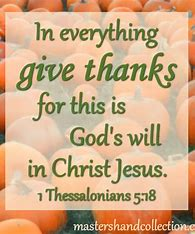 In everything
give thanks
for this is
God's will
in Christ Jesus.
1 Thessalonians 5:18
mastershandcollection.c